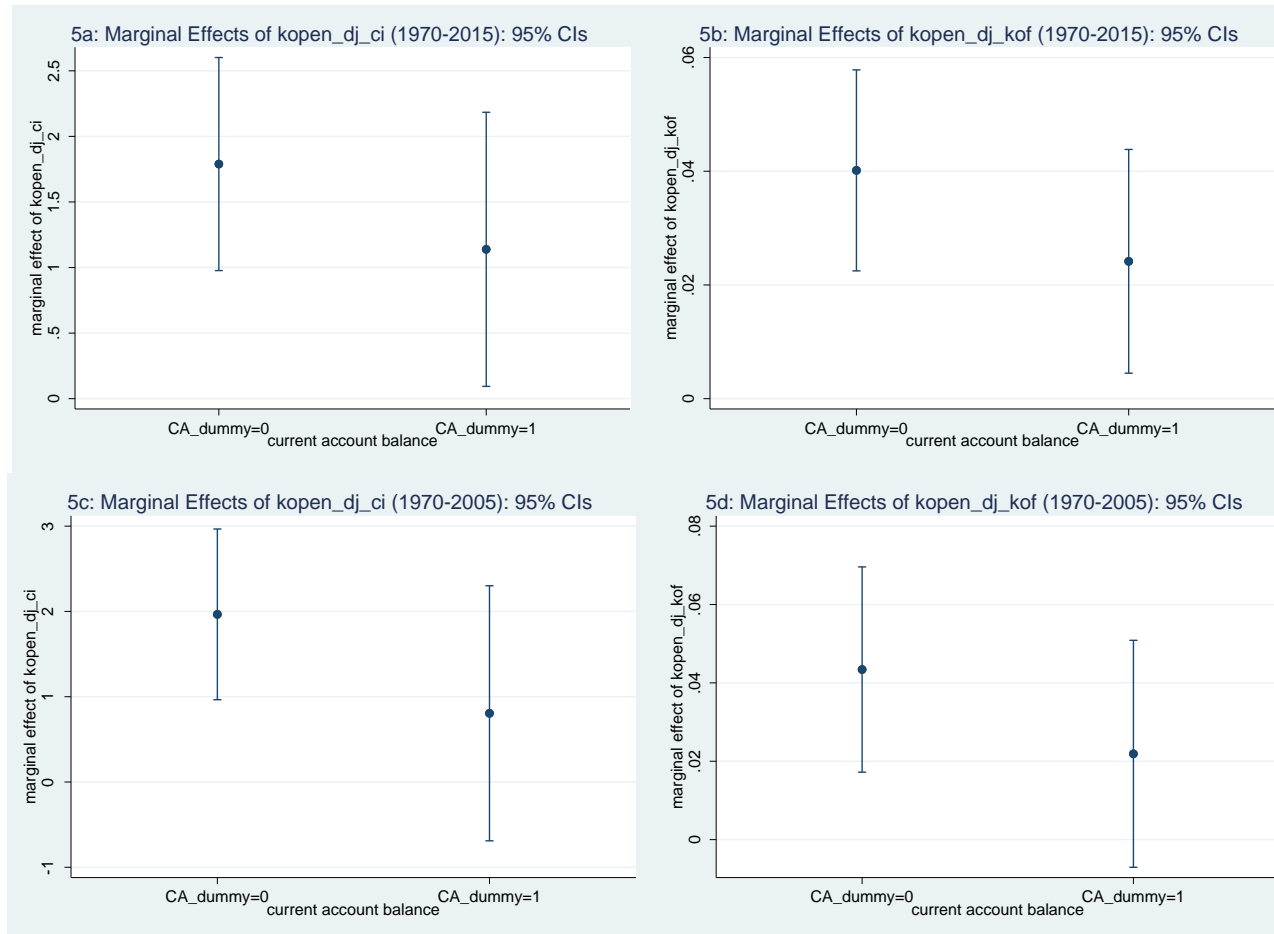 5a: Marginal Effects of kopen_dj_ci (1970-2015): 95% CIs
marginal effect of kopen_dj_ci
2.5
2
1.5
1
.5
0
CA_dummy=0
CA_dummy=1
current account balance
5b: Marginal Effects of kopen_dj_kof (1970-2015): 95% CIs
marginal effect of kopen_dj_kof
.06
.04
.02
0
CA_dummy=0
CA_dummy=1
current account balance
5c: Marginal Effects of kopen_dj_ci (1970-2005): 95% CIs
marginal effect of kopen_dj_ci
3
2
1
0
-1
CA_dummy=0
CA_dummy=1
current account balance
5d: Marginal Effects of kopen_dj_kof (1970-2005): 95% CIs
marginal effect of kopen_dj_kof
.08
.06
.04
.02
0
CA_dummy=0
CA_dummy=1
current account balance